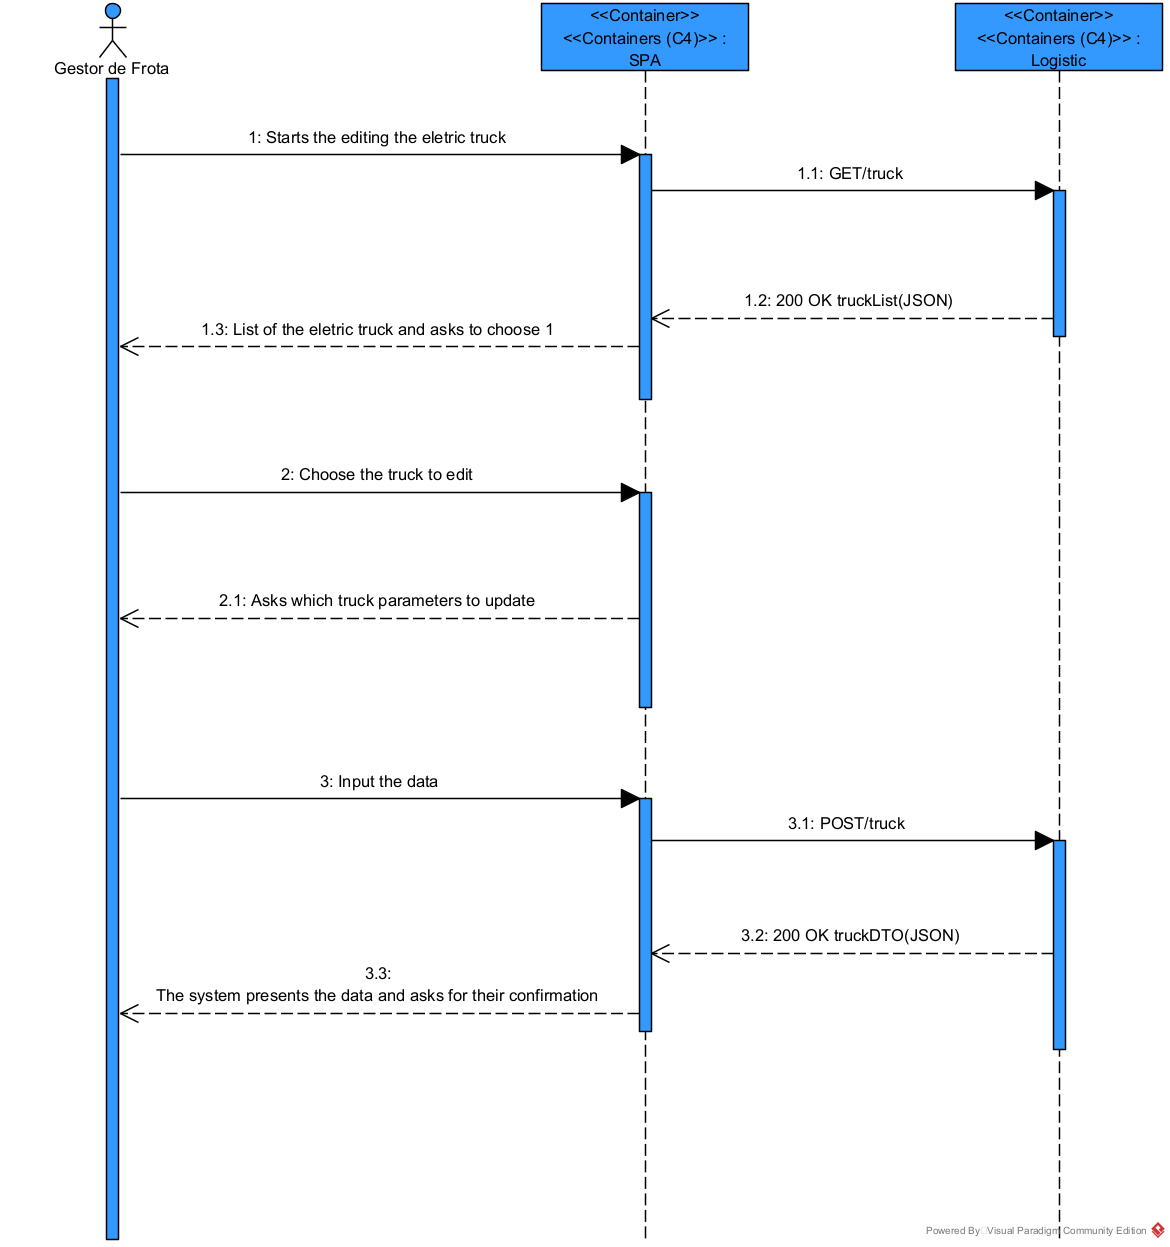 <<Container>>
<<Containers (C4)>> :
SPA
<<Container>>
<<Containers (C4)>> :
Logistic
Gestor de Frota
1: Starts the editing the eletric truck
1.1: GET/truck
1.2: 200 OK truckList(JSON)
1.3: List of the eletric truck and asks to choose 1
2: Choose the truck to edit
2.1: Asks which truck parameters to update
3: Input the data
3.1: POST/truck
3.2: 200 OK truckDTO(JSON)
3.3:
The system presents the data and asks for their confirmation
Powered By Visual Paradigm Community Edition